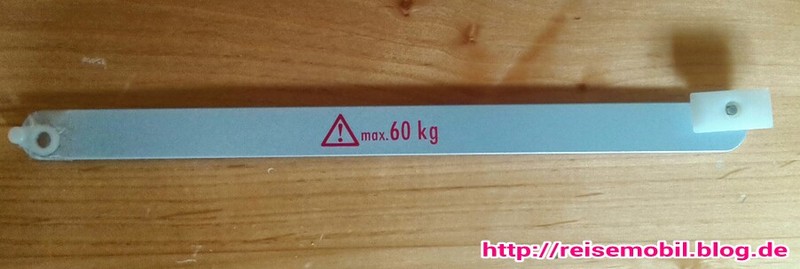 max. 60 kg
http://reisemobil.blog.de